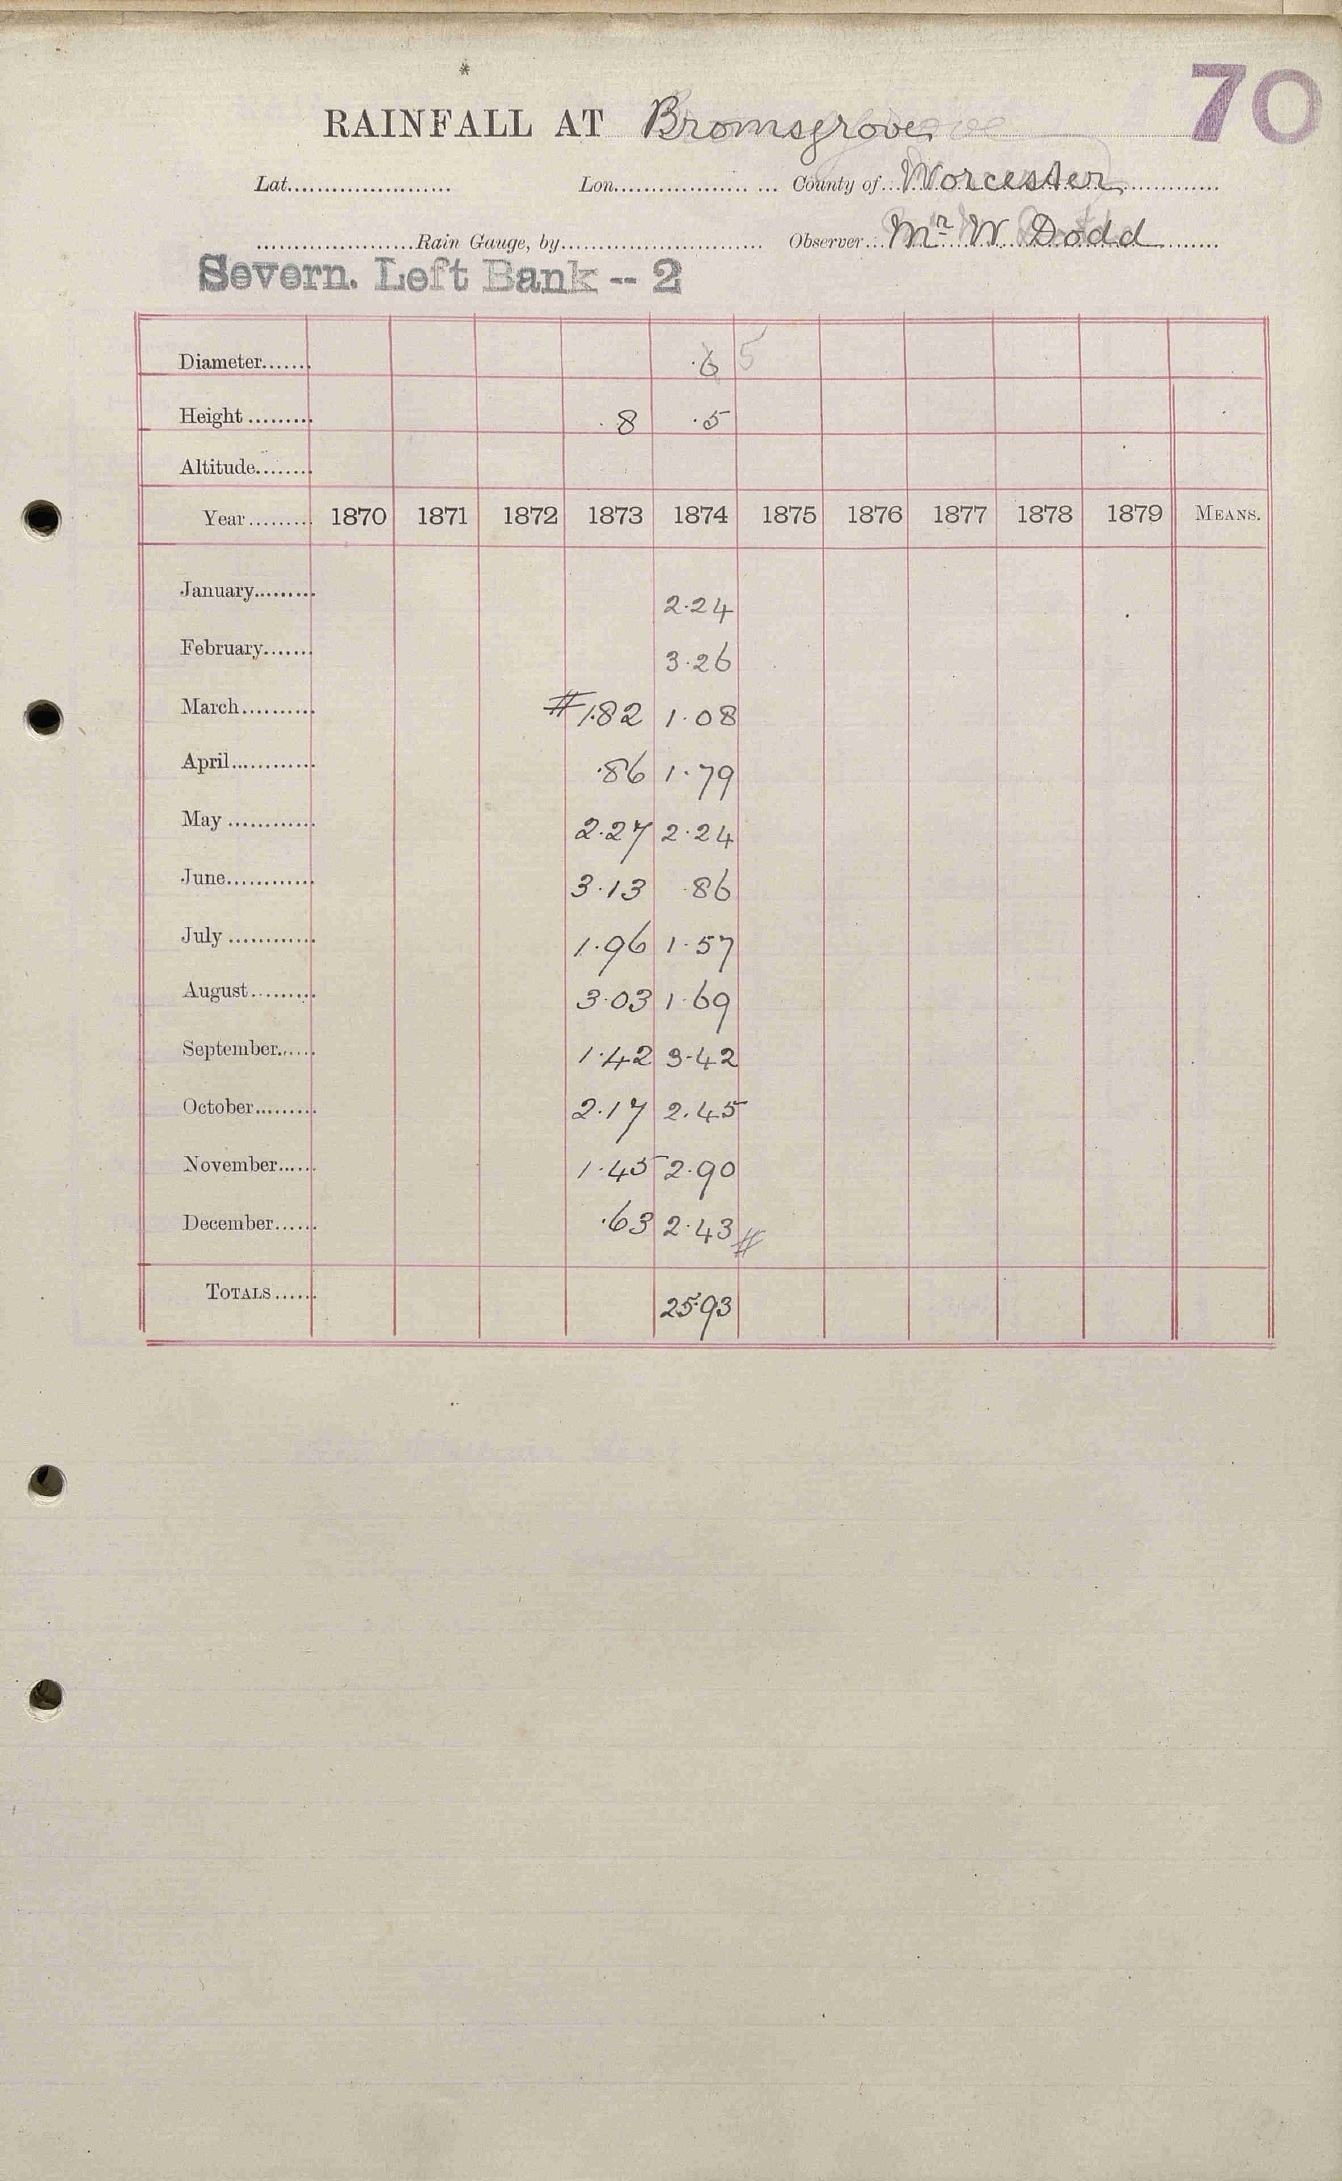 70
RAINFALL AT Bromsgrove
Lat...................... Lon..................... County of Worcester
.....................Rain Gauge, by........................... Observer Mr W Dodd
Severn. Left Bank -- 2
Diameter....... 5
Height......... 8 .5
Altitude........
Year......... 1870 1871 1872 1873 1874 1875 1876 1877 1878 1879 MEANS.
January......... 2.24
February....... 3.26
March.......... # 1.82 1.08
April............ .86 1.79
May ............ 2.27 2.24
June............ 3.13 .86
July ............ 1.96 1.57
August......... 3.03 1.69
September...... 1.42 3.42
October......... 2.17 2.45
November...... 1.45 2.90
December...... .63 2.43 #
TOTALS...... 25.93